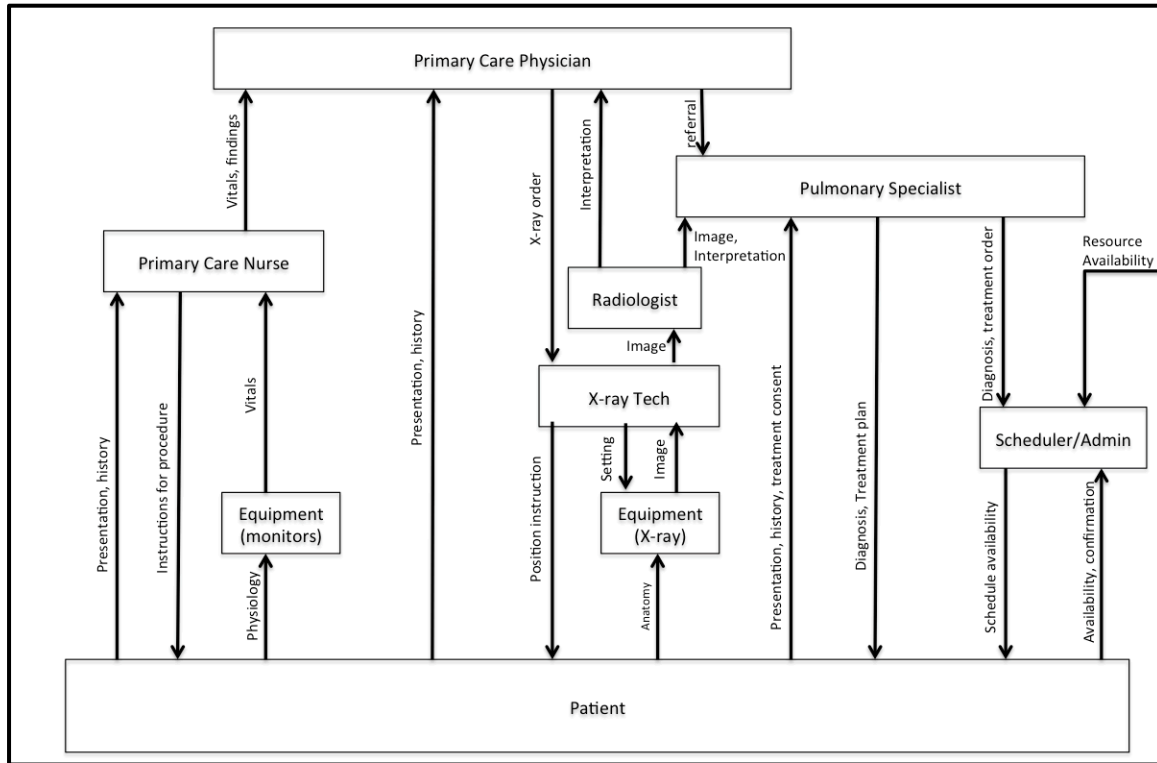 Primary Care Physician
Vitals, findings
X-ray order
Interpretation
referral
Pulmonary Specialist
Primary Care Nurse
Image,
Interpretation
Radiologist
Diagnosis, treatment order
Resource
Availability
Presentation, history
Instructions for procedure
Vitals
Presentation, history
Image
X-ray Tech
Position instruction
Setting
Image
Presentation, history, treatment consent
Diagnosis, Treatment plan
Scheduler/Admin
Equipment
(monitors)
Equipment
(X-ray)
Physiology
Anatomy
Schedule availability
Availability, confirmation
Patient